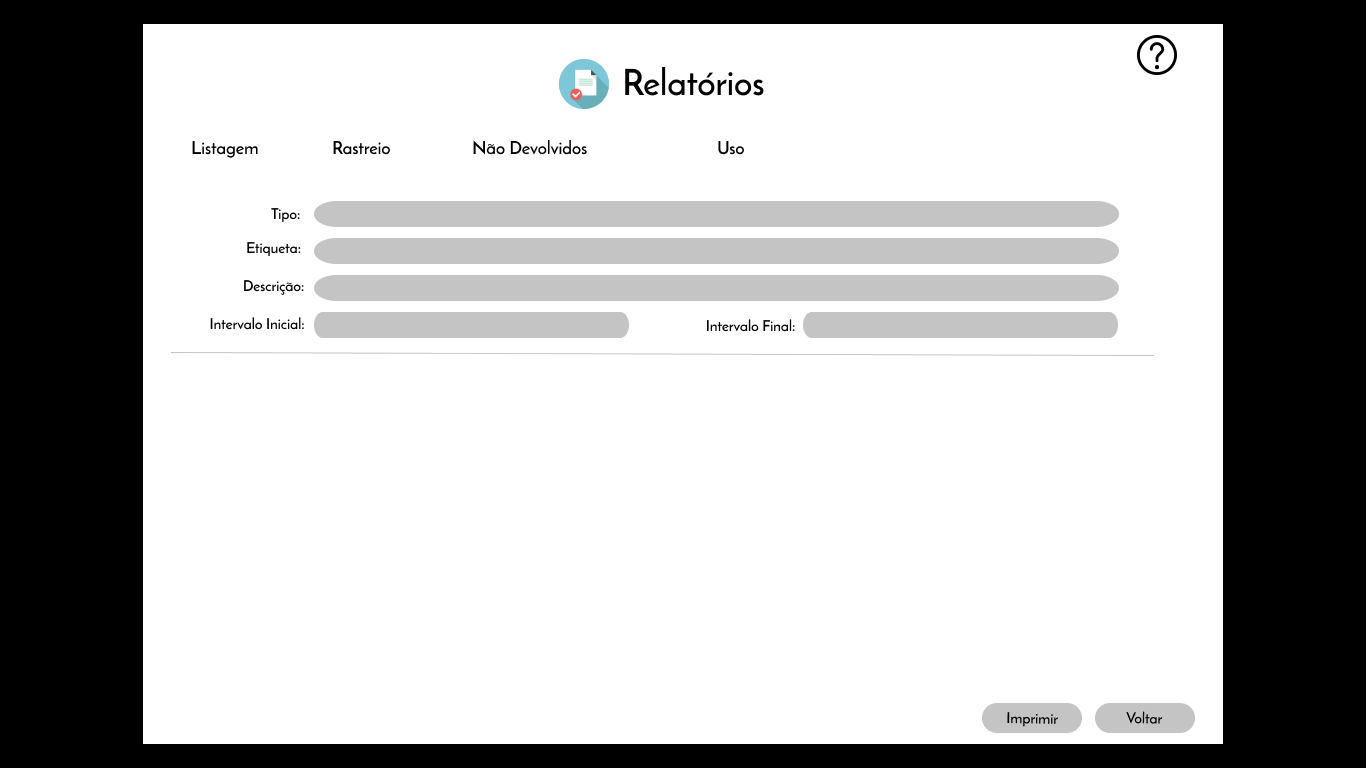 ?
Relatórios
Listagem Rastreio Não Devolvidos Uso
Tipo:
Etiqueta:
Descrição:
Intervalo Inicial: Intervalo Final:
Imprimir Voltar